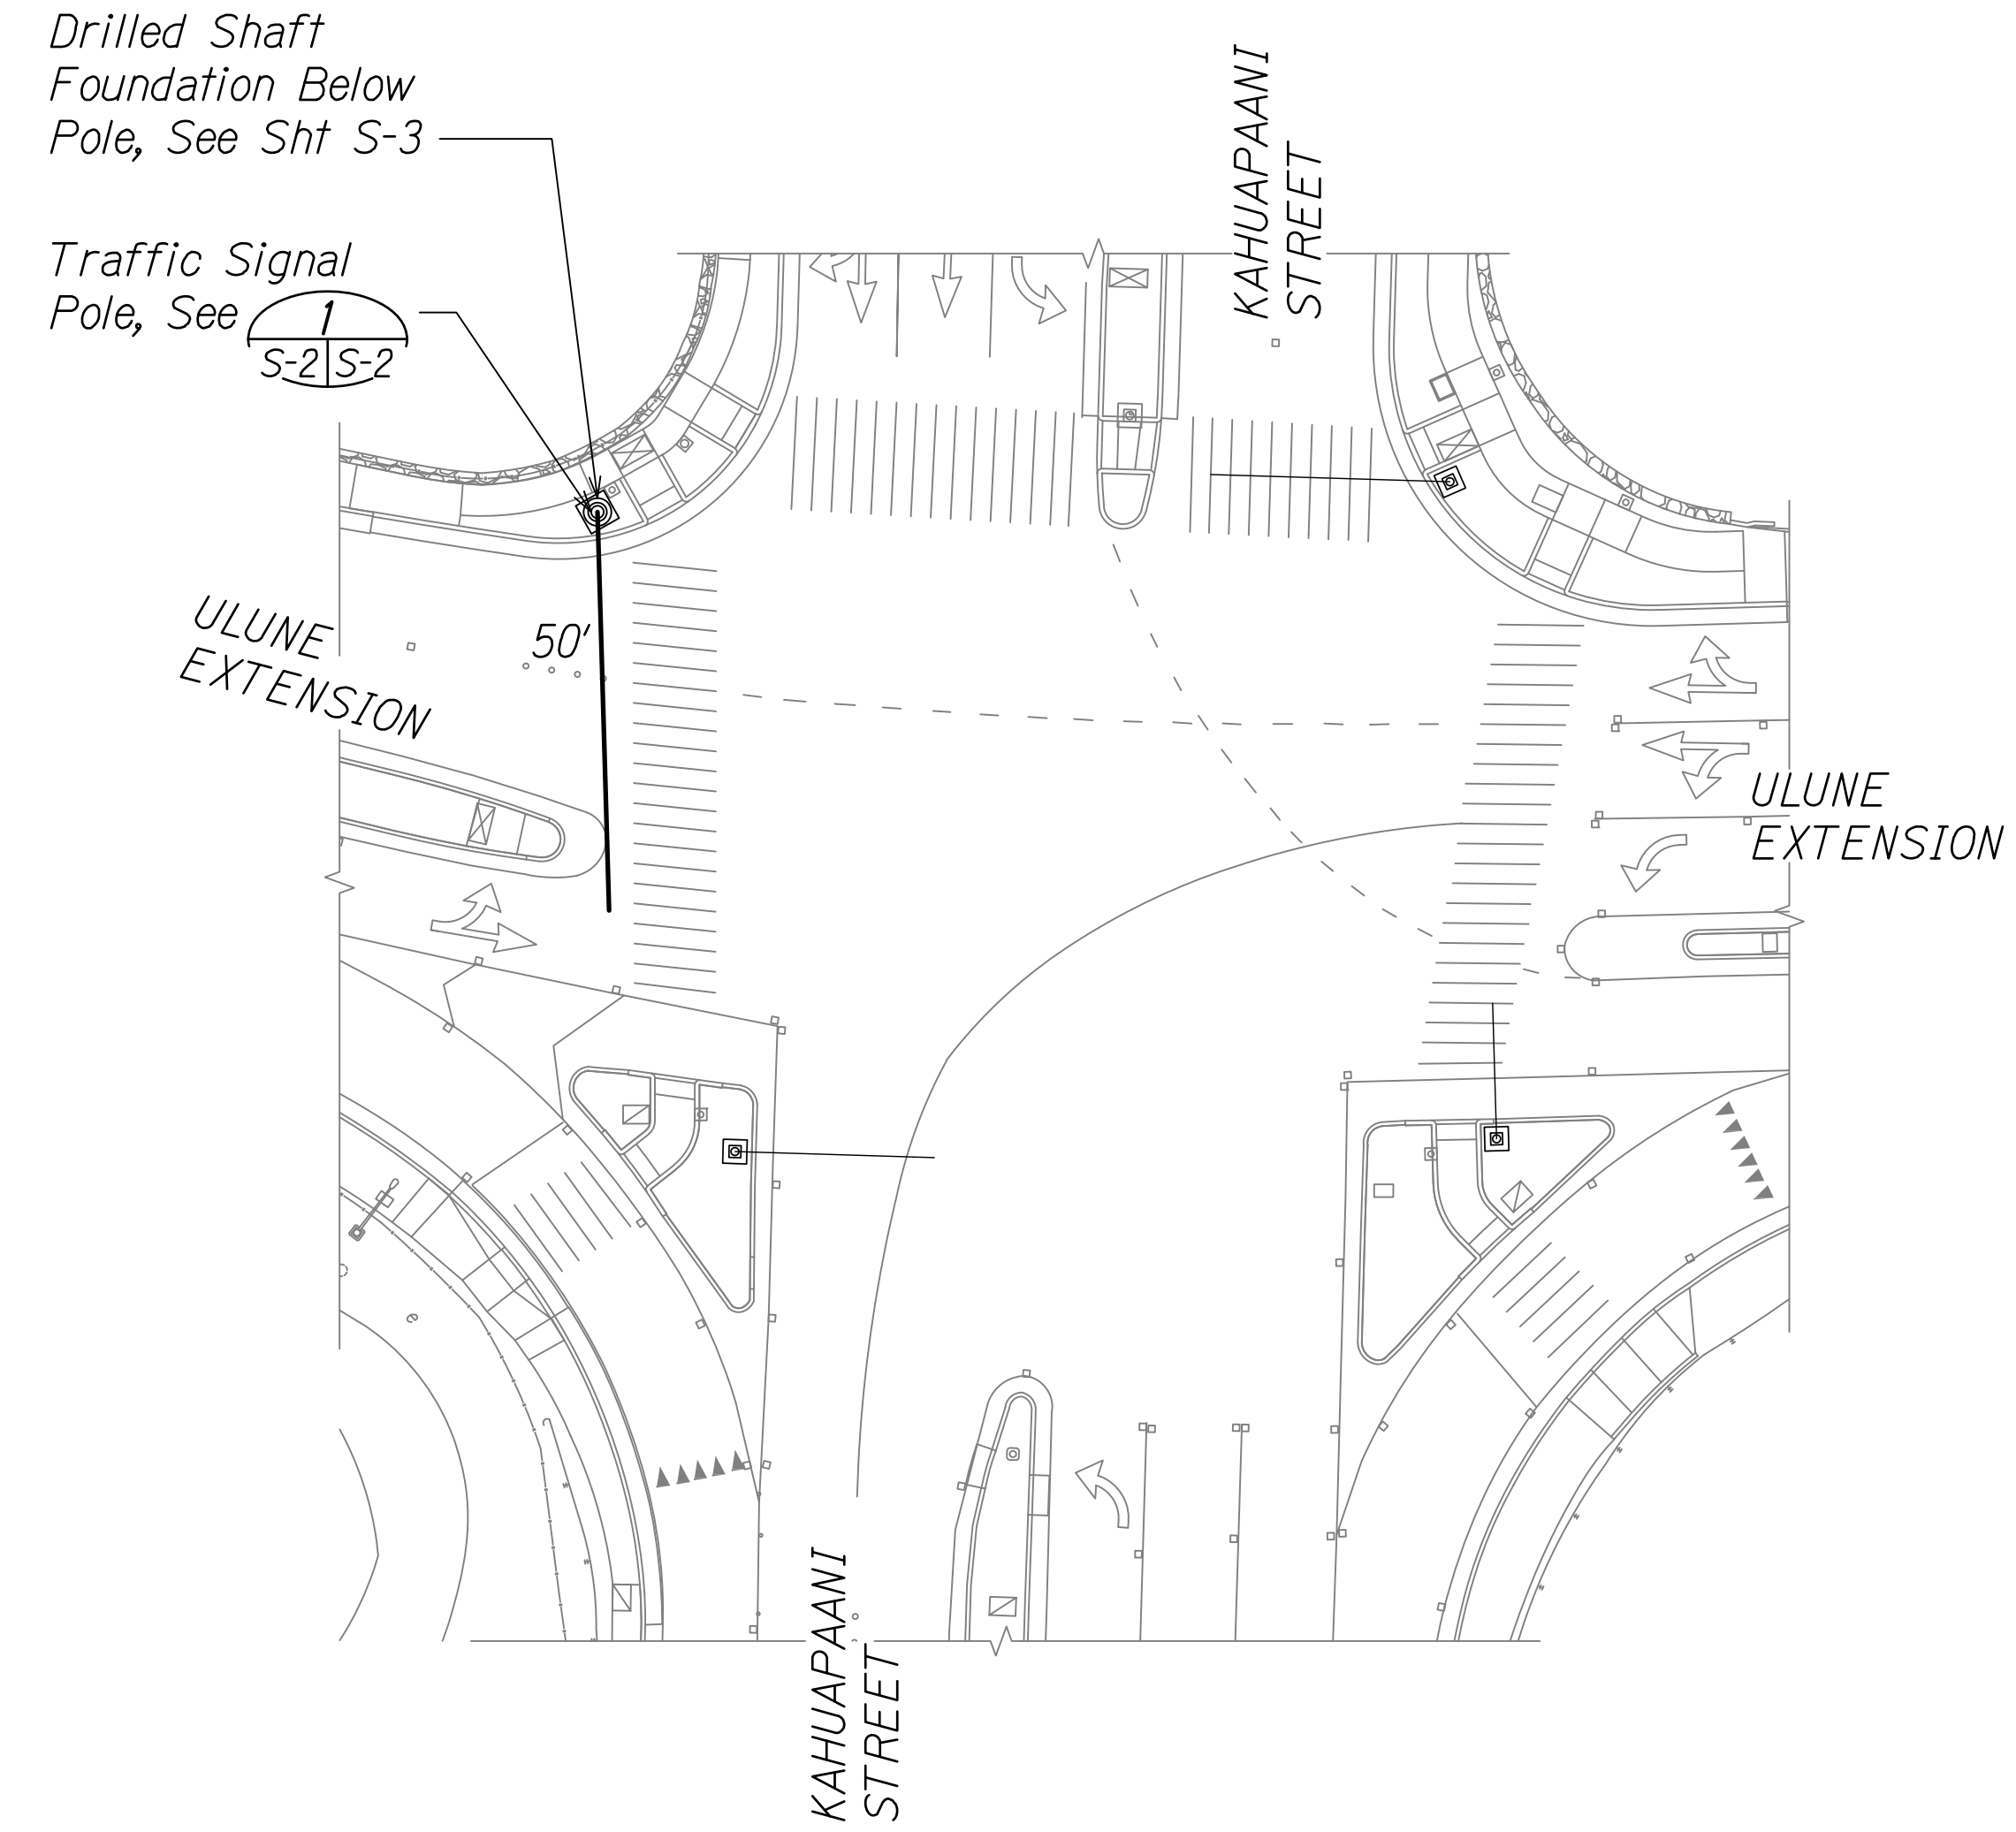 Drilled Shaft
Foundation Below
Pole, See Sht S-3
Traffic Signal
Pole, See 1
S-2 S-2
KAHUAPAANI
STREET
ULUNE
EXTENSION
50'
ULUNE
EXTENSION
KAHUAPAANI
STREET